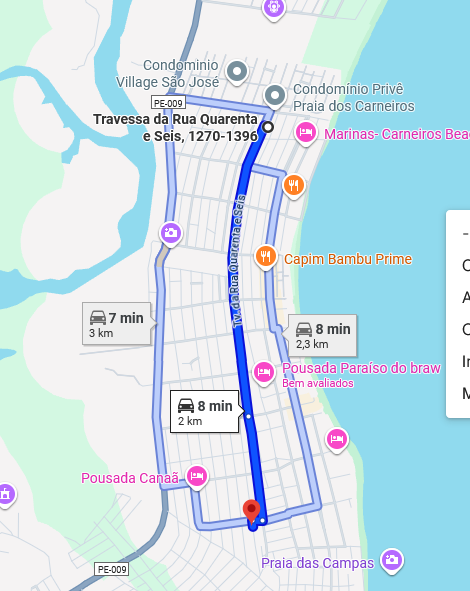 Condomínio
Village São José
PE-009
Condomínio Privê
Praia dos Carneiros
Travessa da Rua Quarenta
e Seis, 1270-1396
Marinas- Carneiros Beac
Tv. da Rua Quarenta e Seis
Capim Bambu Prime
7 min
3 km
8 min
2,3 km
Pousada Paraíso do braw
Bem avaliados
8 min
2 km
Pousada Canaã
Praia das Campas
PE-009
-
C
A
C
In
M